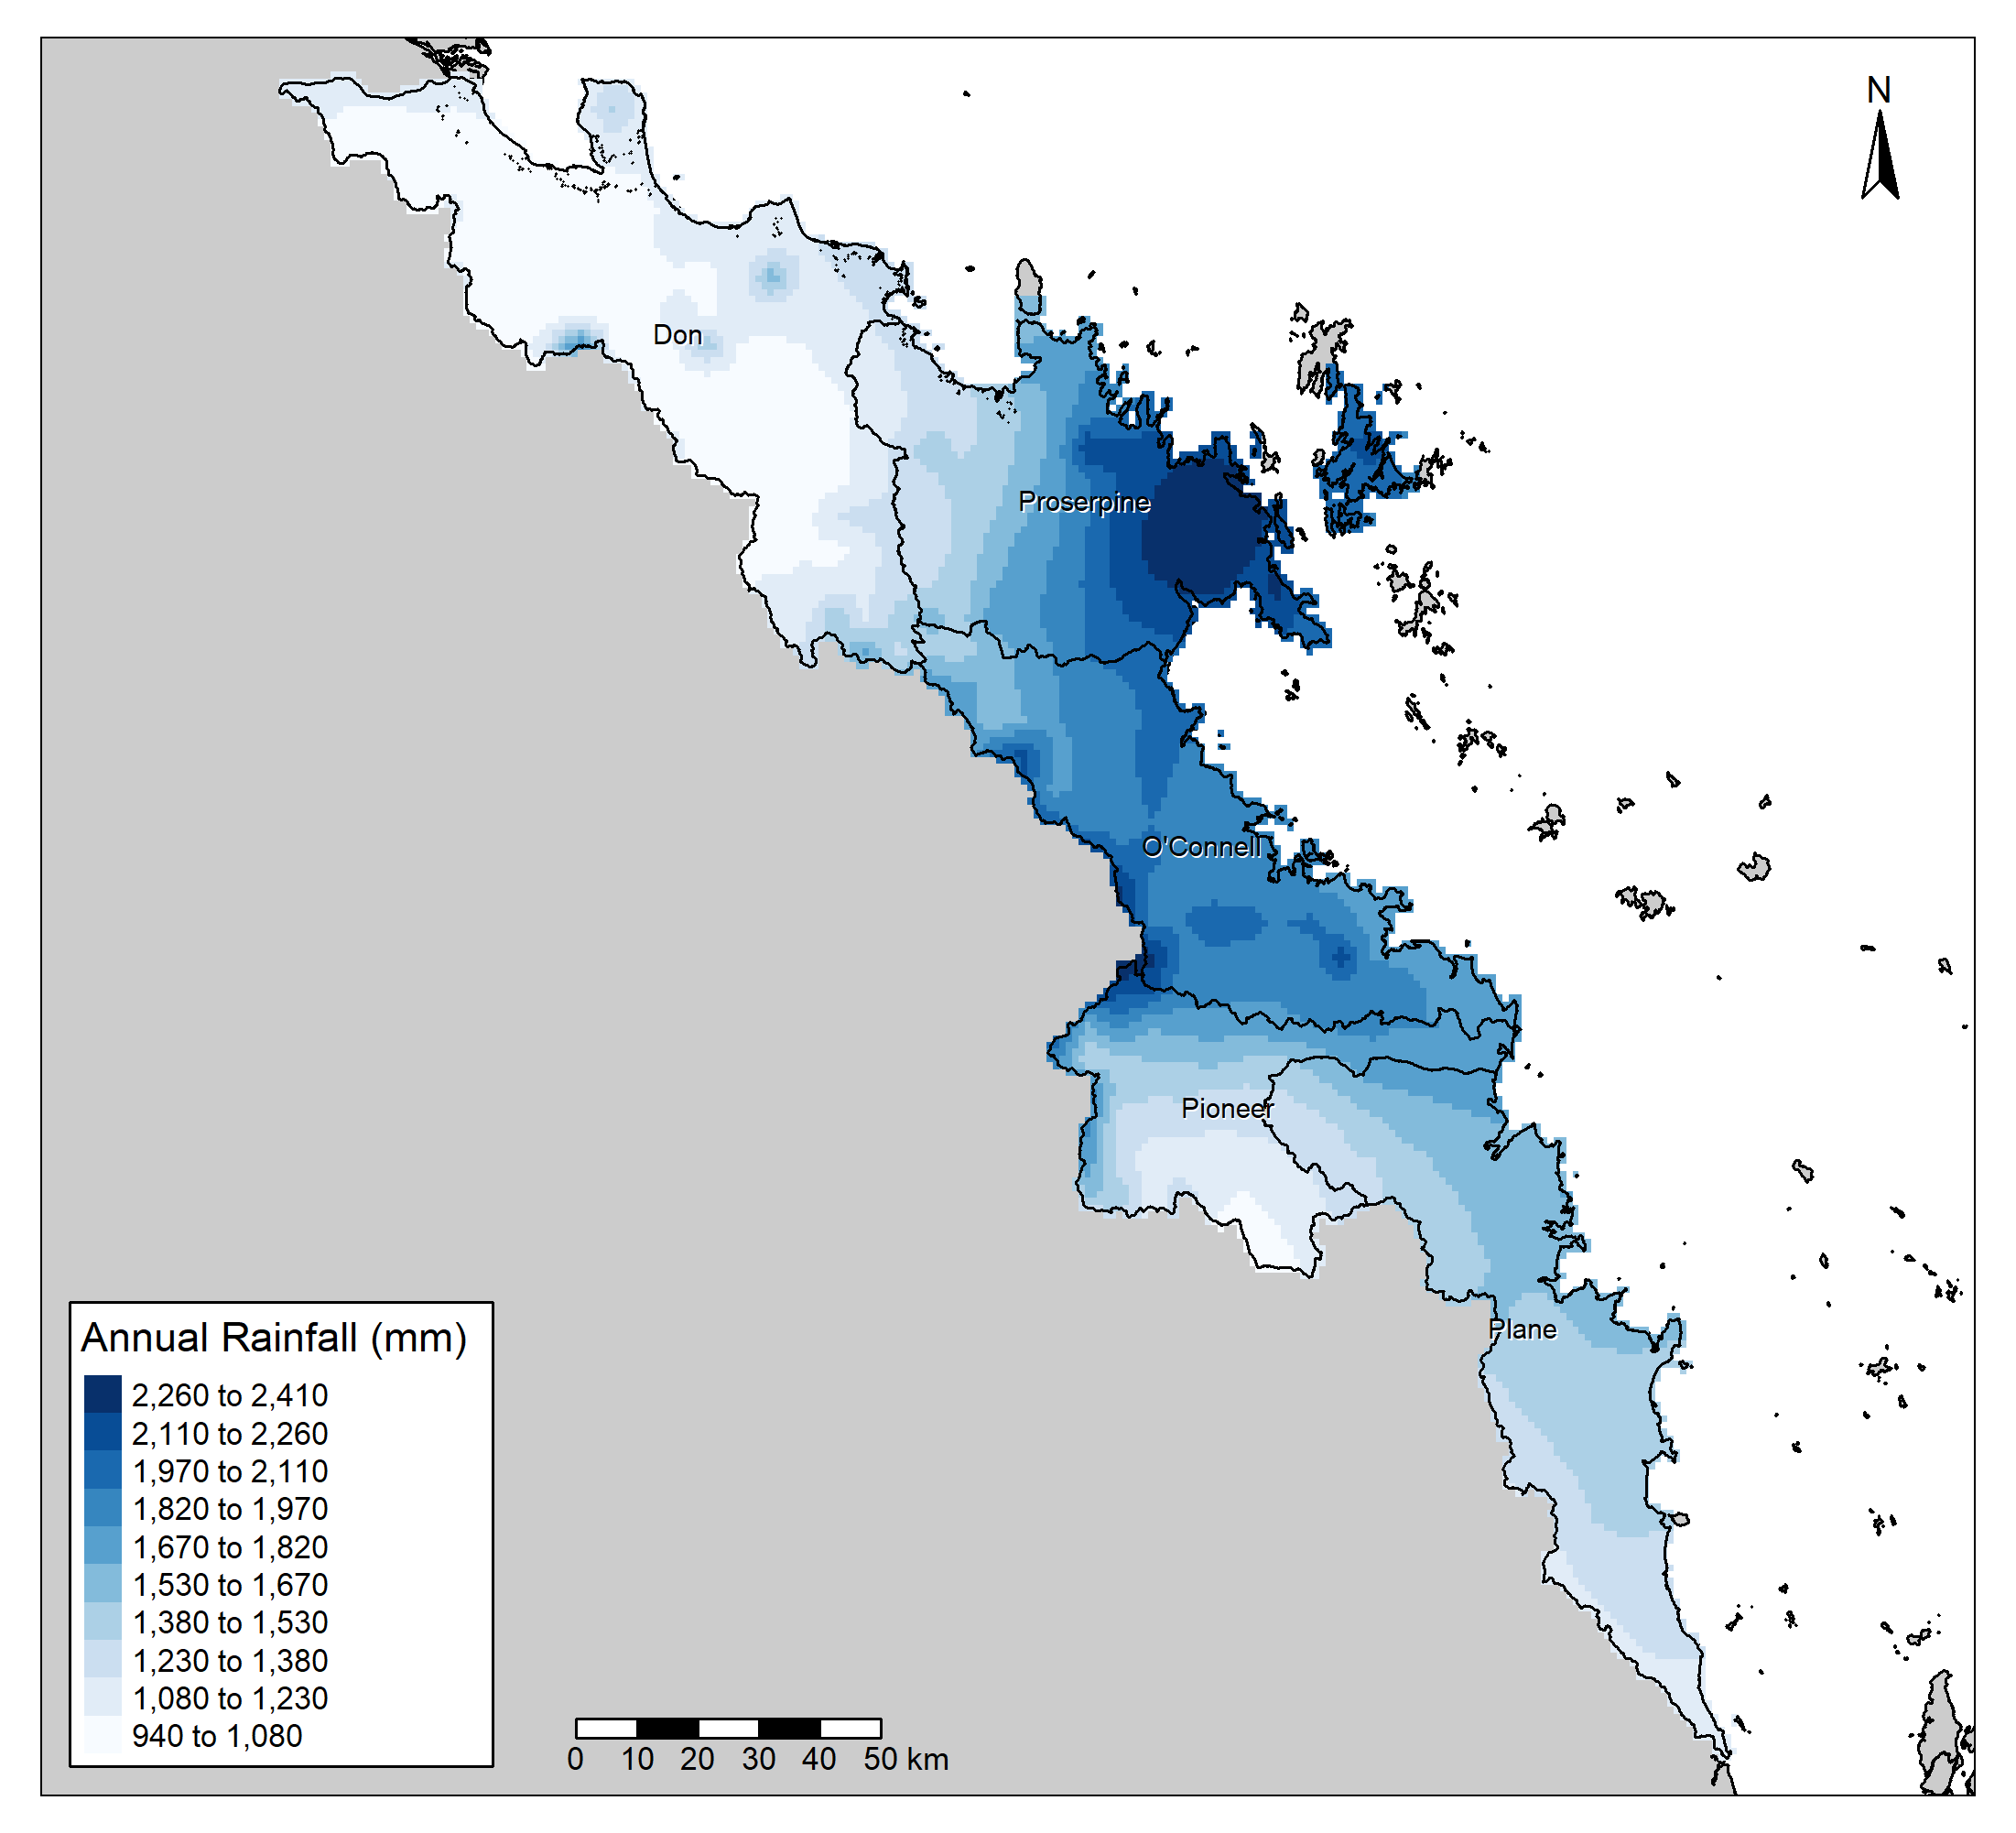 N
Don
Proserpine
O'Connell
Pioneer
Plane
Annual Rainfall (mm)
2,260 to 2,410
2,110 to 2,260
1,970 to 2,110
1,820 to 1,970
1,670 to 1,820
1,530 to 1,670
1,380 to 1,530
1,230 to 1,380
1,080 to 1,230
940 to 1,080
0 10 20 30 40 50 km